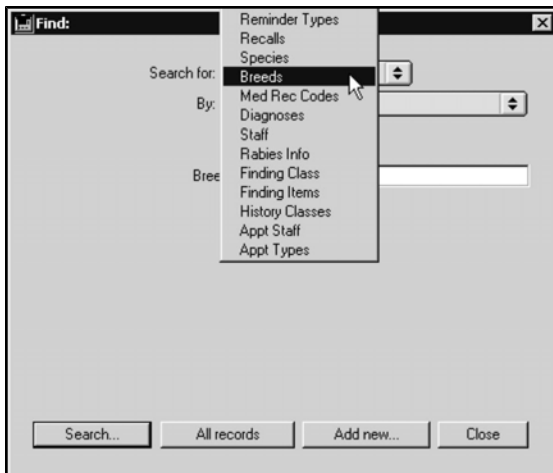 Find:
Reminder Types
Recalls
Species
Search for:
Breeds
Med Rec Codes
By:
Diagnoses
Staff
Rabies Info
Bree
Finding Class
Finding Items
History Classes
Appt Staff
Appt Types
Search...
All records
Add new...
Close